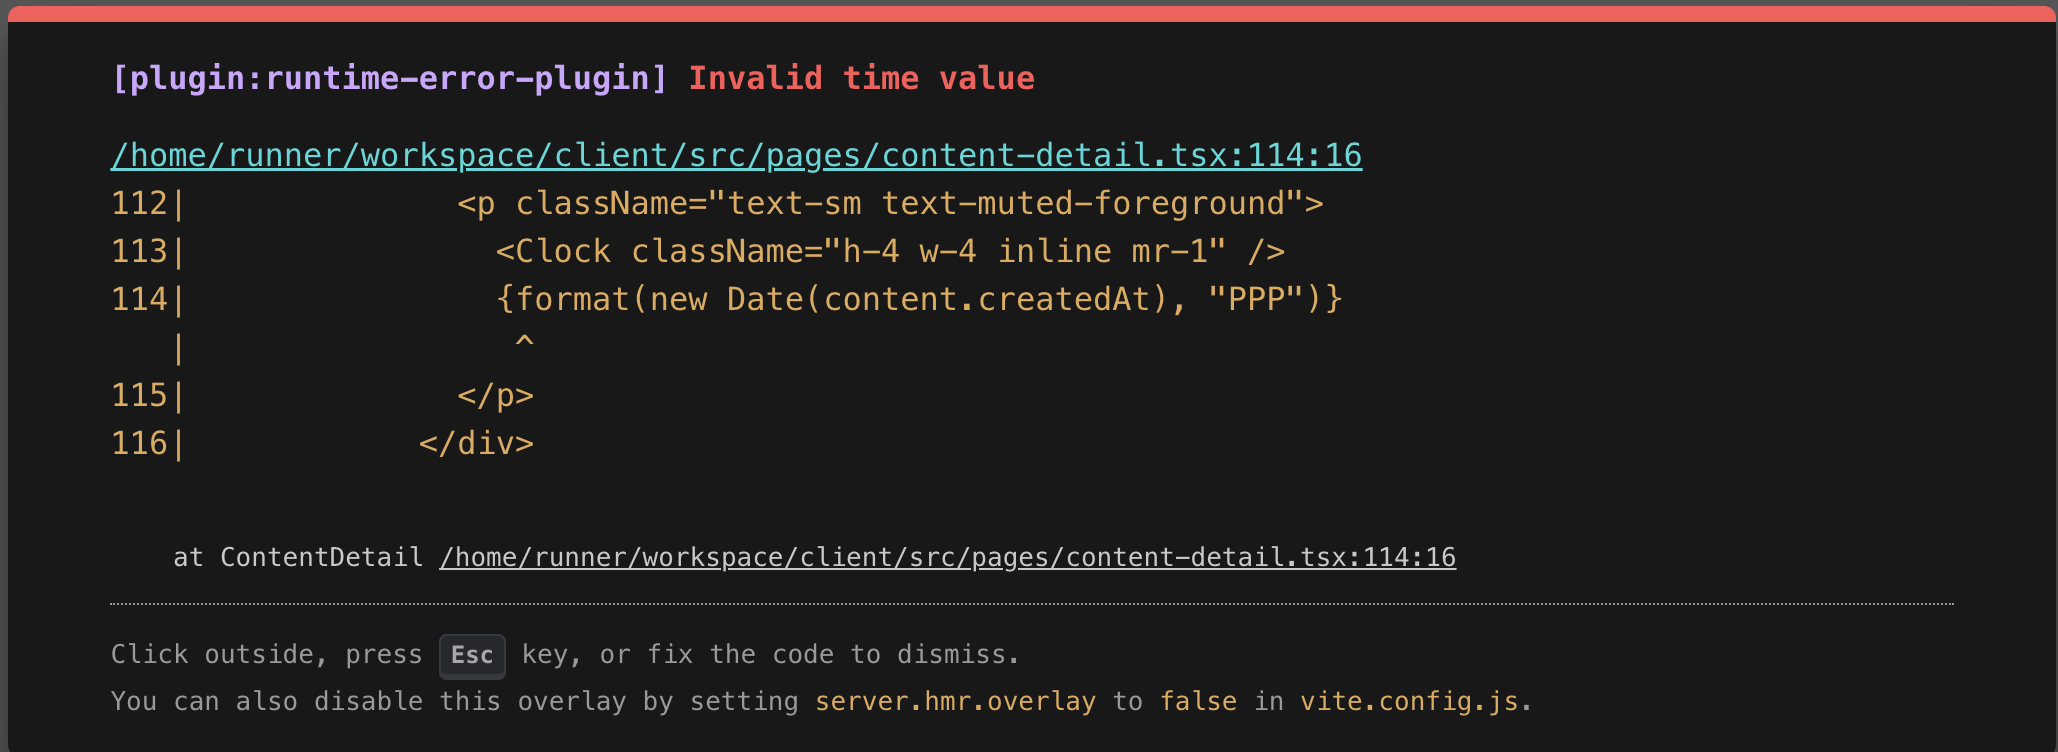 [plugin:runtime-error-plugin] Invalid time value
/home/runner/workspace/client/src/pages/content-detail.tsx:114:16
112|              <p className="text-sm text-muted-foreground">
113|                <Clock className="h-4 w-4 inline mr-1" />
114|                {format(new Date(content.createdAt), "PPP")}
   |                 ^
115|              </p>
116|            </div>
at ContentDetail /home/runner/workspace/client/src/pages/content-detail.tsx:114:16
Click outside, press Esc key, or fix the code to dismiss.
You can also disable this overlay by setting server.hmr.overlay to false in vite.config.js.